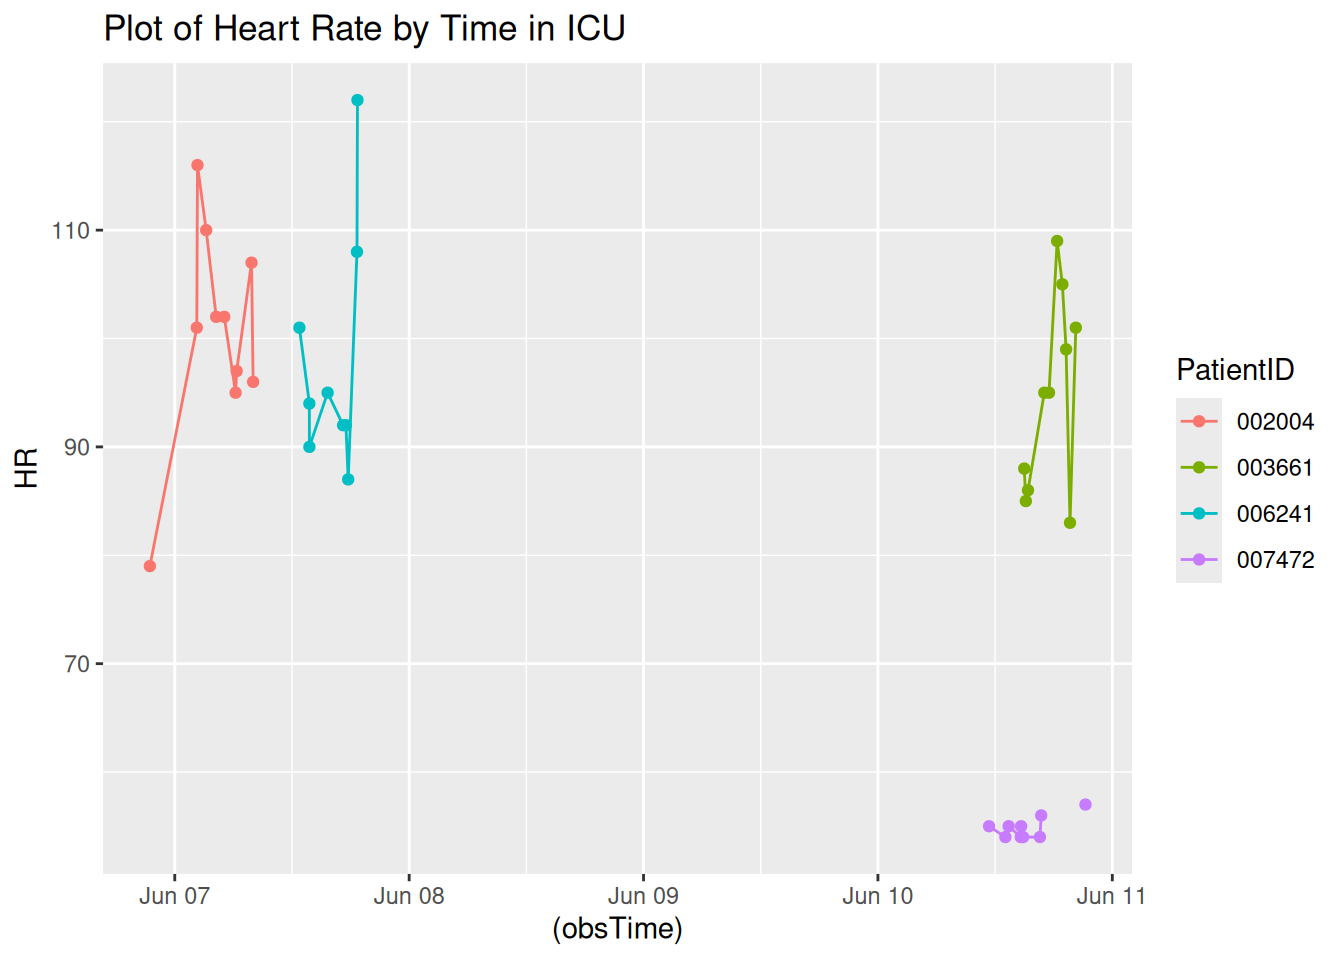 Plot of Heart Rate by Time in ICU
110
90
70
HR
Jun 07
Jun 08
Jun 09
Jun 10
Jun 11
(obsTime)
PatientID
002004
003661
006241
007472